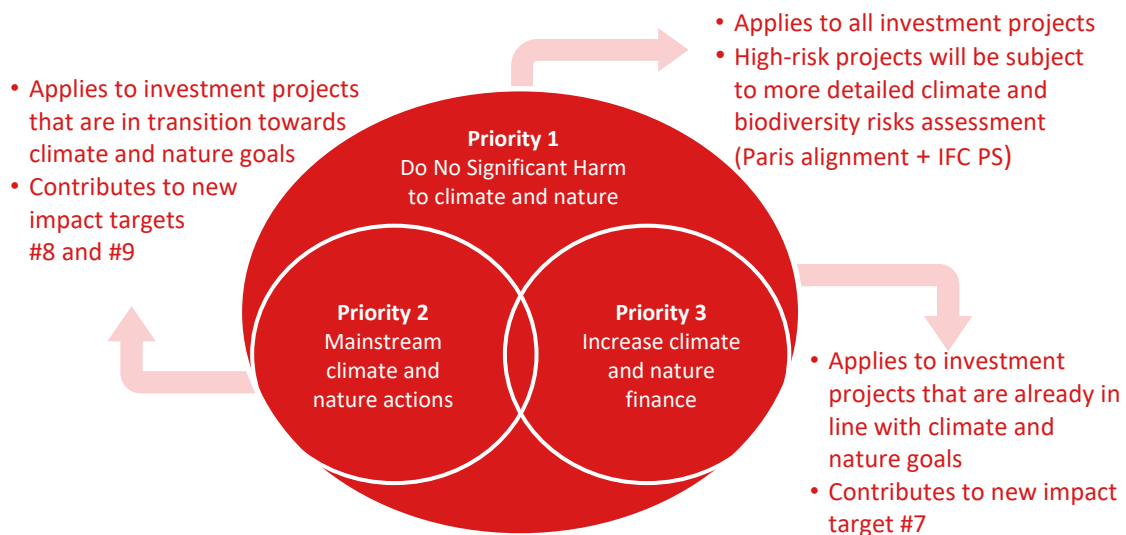 • Applies to all investment projects
• High-risk projects will be subject
to more detailed climate and
biodiversity risks assessment
(Paris alignment + IFC PS)
• Applies to investment projects
that are in transition towards
climate and nature goals
• Contributes to new
impact targets
#8 and #9
Priority 1
Do No Significant Harm
to climate and nature
Priority 2
Mainstream
climate and
nature actions
Priority 3
Increase climate
and nature
finance
• Applies to investment
projects that are already in
line with climate and
nature goals
• Contributes to new impact
target #7